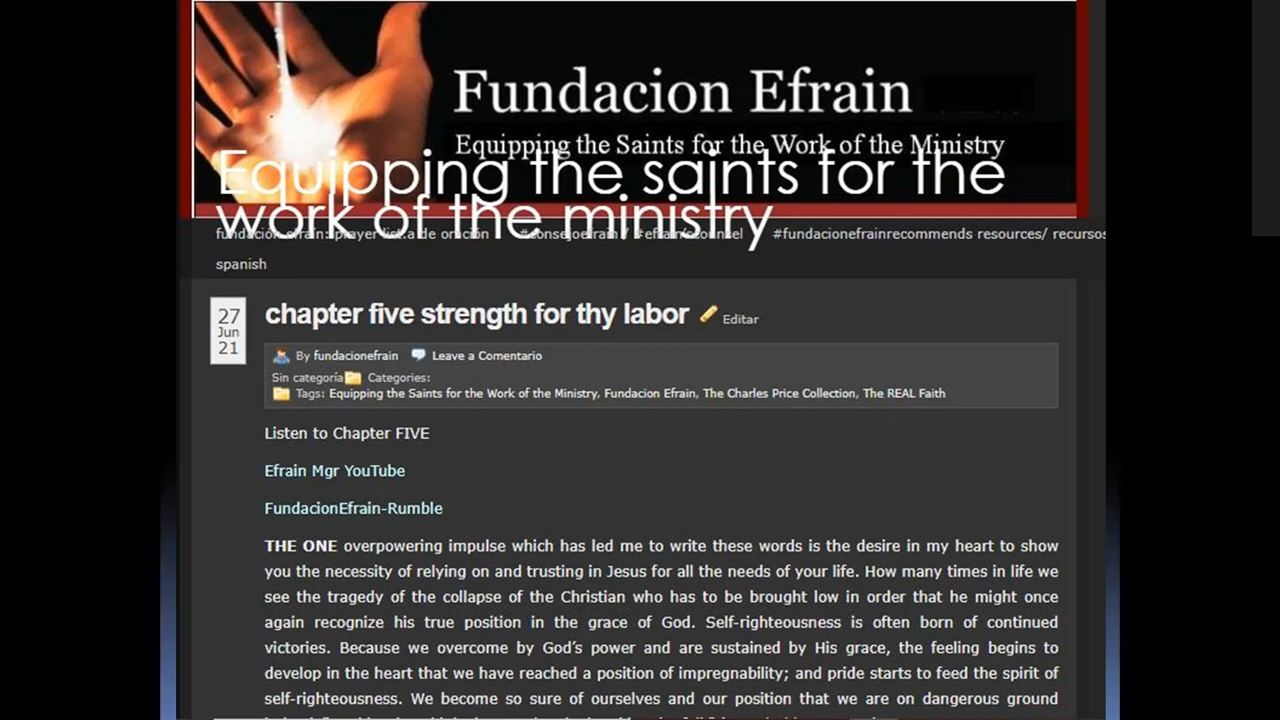 Fundacion Efrain
Equipping the Saints for the Work of the Ministry
Equipping the saints for the
work of the ministry
fundación efrain: prayer list.a de oración #consejoefrain / #efrain'scounsel #fundacionefrainrecommends resources/ recursos
spanish
27
Jun
21
chapter five strength for thy labor Editar
By fundacionefrain Leave a Comentario
Sin categoría Categories:
Tags: Equipping the Saints for the Work of the Ministry, Fundacion Efrain, The Charles Price Collection, The REAL Faith
Listen to Chapter FIVE
Efrain Mgr YouTube
FundacionEfrain-Rumble
THE ONE overpowering impulse which has led me to write these words is the desire in my heart to show
you the necessity of relying on and trusting in Jesus for all the needs of your life. How many times in life we
see the tragedy of the collapse of the Christian who has to be brought low in order that he might once
again recognize his true position in the grace of God. Self-righteousness is often born of continued
victories. Because we overcome by God's power and are sustained by His grace, the feeling begins to
develop in the heart that we have reached a position of impregnability; and pride starts to feed the spirit of
self-righteousness. We become so sure of ourselves and our position that we are on dangerous ground